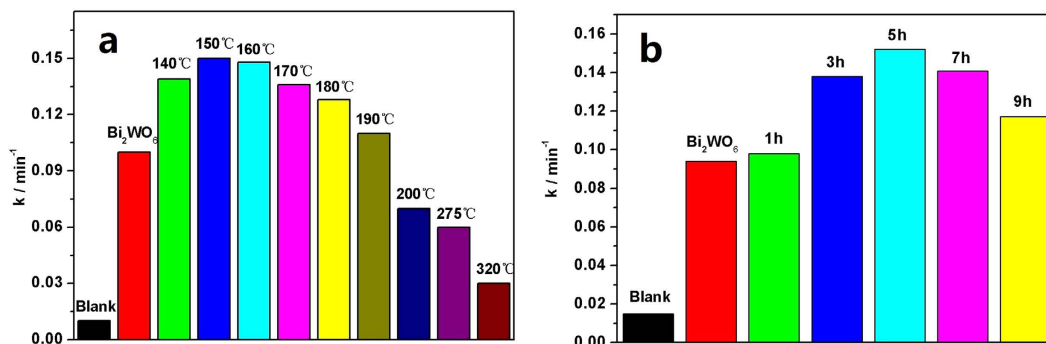 a
k / min⁻¹
0.15
0.12
0.09
0.06
0.03
0.00
Blank
Bi₂WO₆
140℃
150℃
160℃
170℃
180℃
190℃
200℃
275℃
320℃
b
k / min⁻¹
0.16
0.14
0.12
0.10
0.08
0.06
0.04
0.02
0.00
Blank
Bi₂WO₆
1h
3h
5h
7h
9h